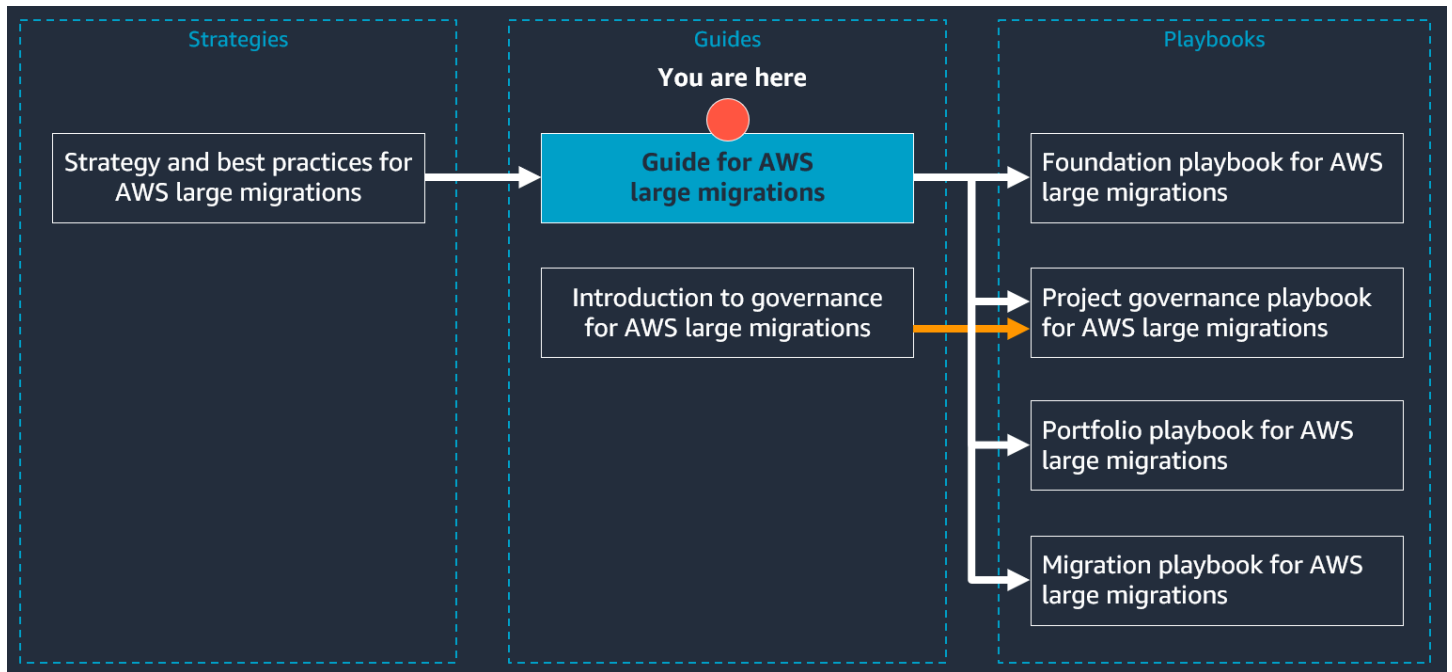 Strategies
Strategy and best practices for
AWS large migrations
Guides
You are here
Guide for AWS
large migrations
Introduction to governance
for AWS large migrations
Playbooks
Foundation playbook for AWS
large migrations
Project governance playbook
for AWS large migrations
Portfolio playbook for AWS
large migrations
Migration playbook for AWS
large migrations